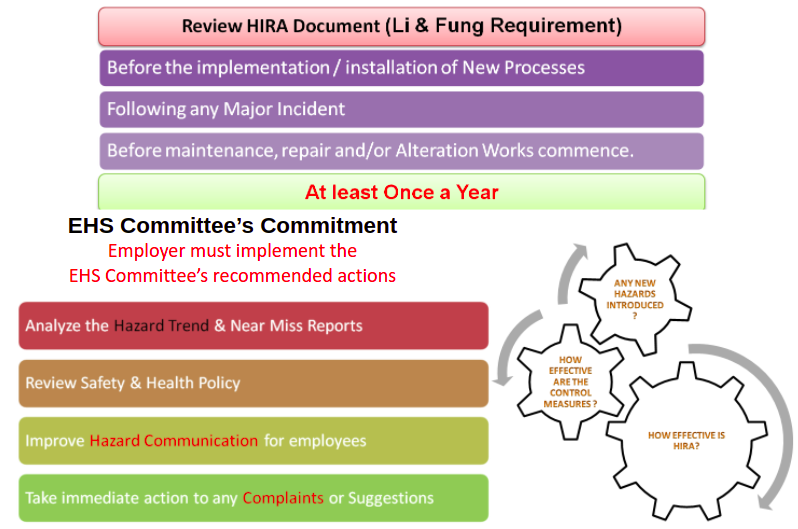 Review HIRA Document (Li & Fung Requirement)
Before the implementation / installation of New Processes
Following any Major Incident
Before maintenance, repair and/or Alteration Works commence.
At least Once a Year
EHS Committee’s Commitment
Employer must implement the
EHS Committee’s recommended actions
Analyze the Hazard Trend & Near Miss Reports
Review Safety & Health Policy
Improve Hazard Communication for employees
Take immediate action to any Complaints or Suggestions
ANY NEW
HAZARDS
INTRODUCED
?
HOW
EFFECTIVE
ARE THE
CONTROL
MEASURES ?
HOW EFFECTIVE IS
HIRA?